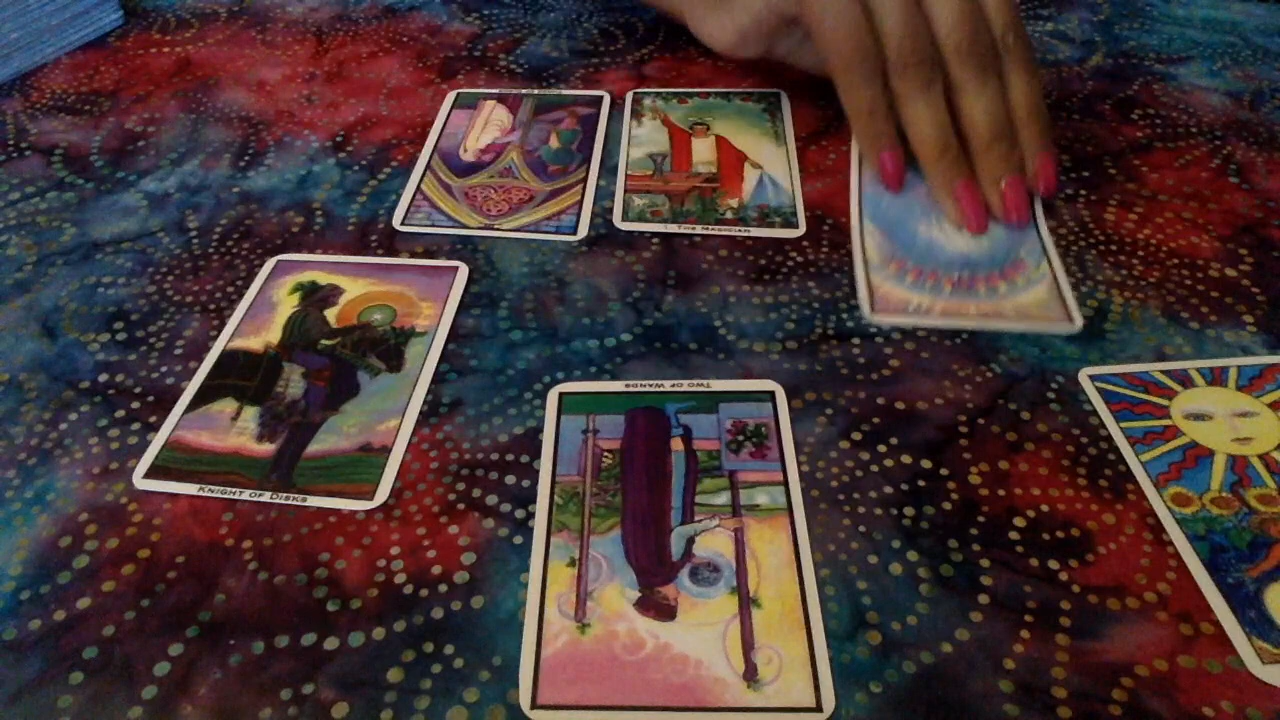 I. THE MAGICIAN
KNIGHT OF DISKS
TWO OF WANDS